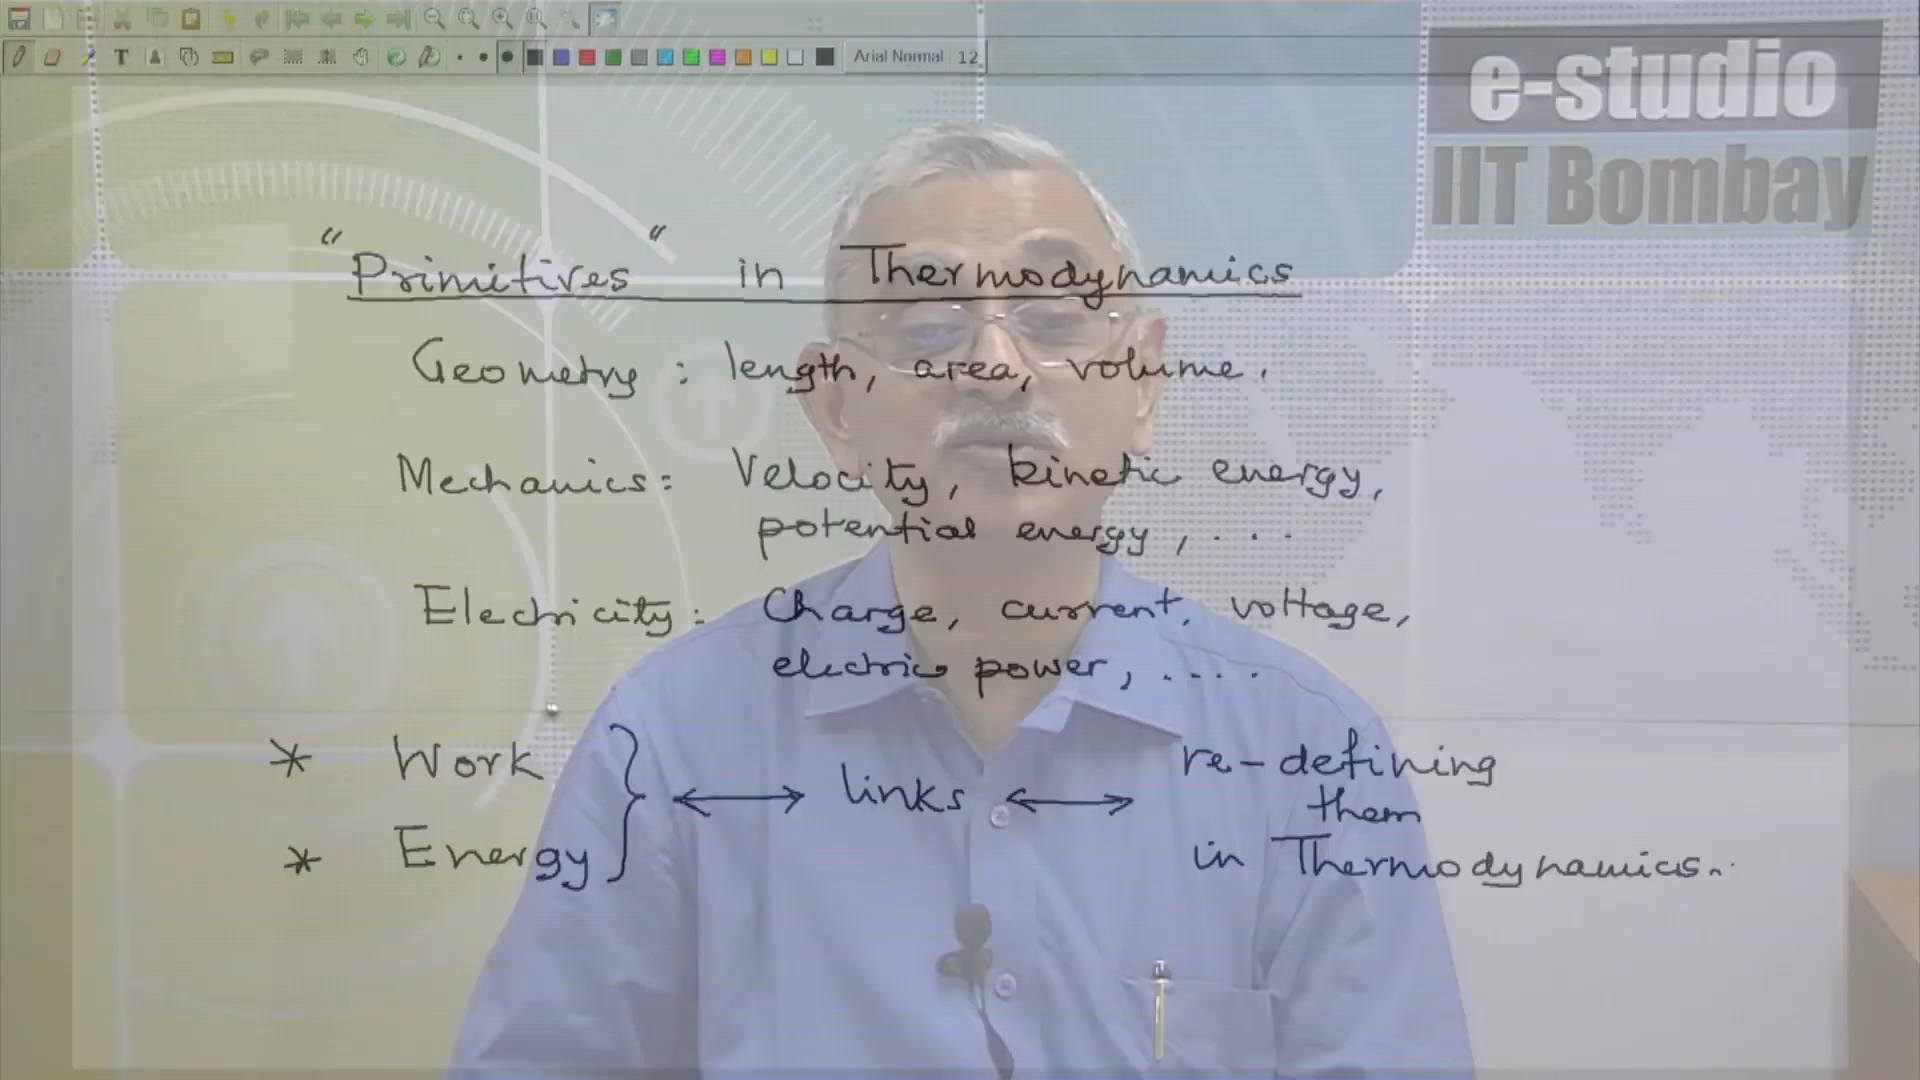 T
Arial Normal 12
e-studio
IIT Bombay
"Primitives" in Thermodynamics
Geometry : length, area, volume.
Mechanics: Velocity, kinetic energy,
potential energy, ...
Electricity: Charge, current, voltage,
electric power, ....
* Work
* Energy
links
re-defining
them
in Thermodynamics..